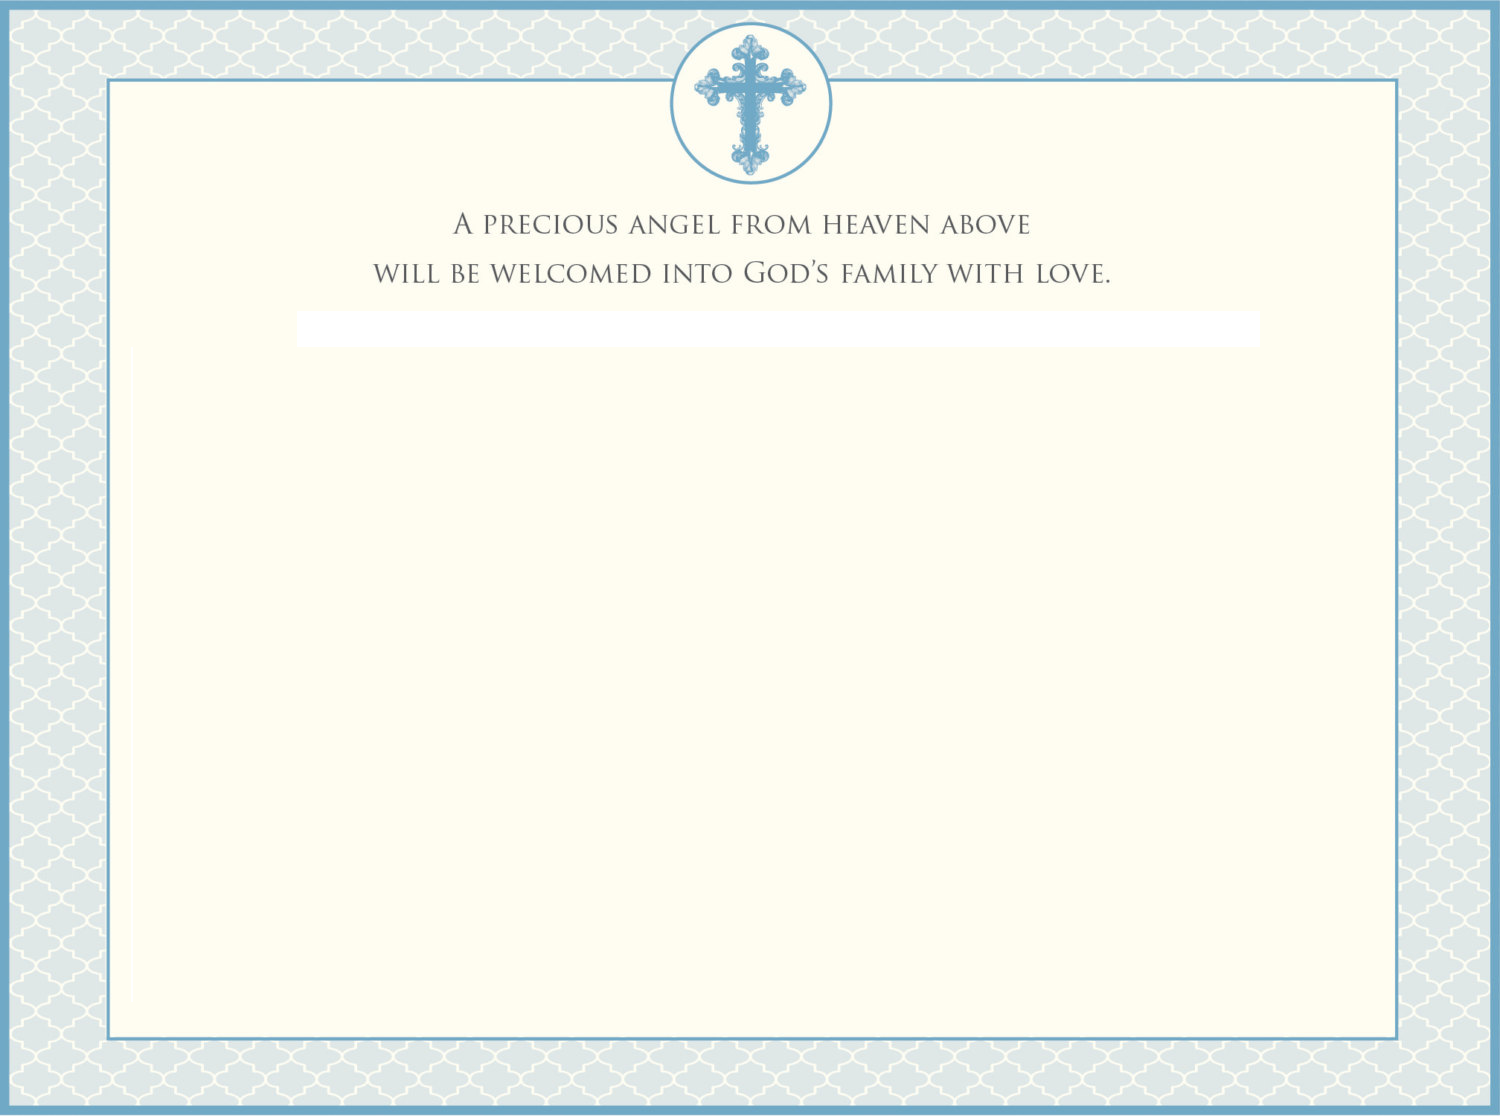 A PRECIOUS ANGEL FROM HEAVEN ABOVE
WILL BE WELCOMED INTO GOD’S FAMILY WITH LOVE.